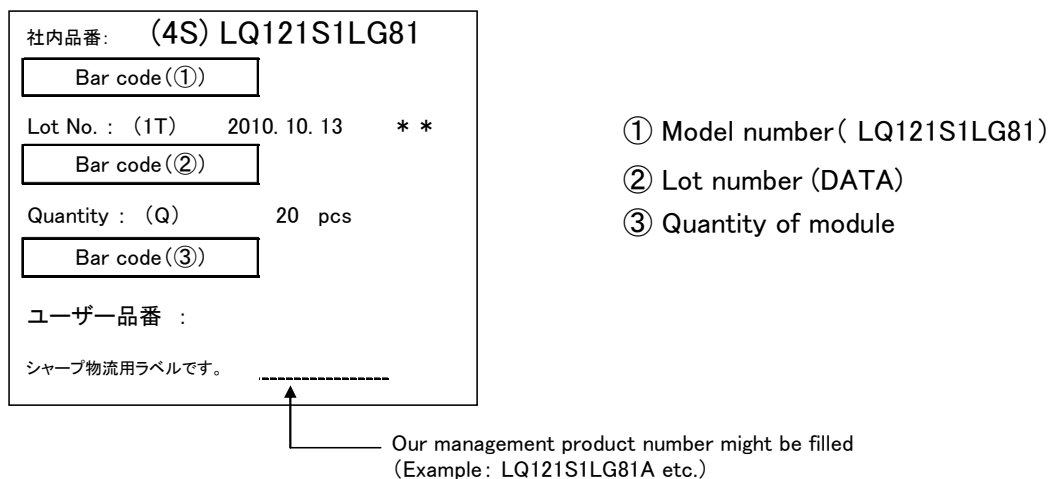 社内品番: (4S) LQ121S1LG81
Bar code(①)
Lot No. : (1T) 2010. 10. 13 * *
Bar code(②)
Quantity : (Q) 20 pcs
Bar code(③)
ユーザー品番 :
シャープ物流用ラベルです。
① Model number( LQ121S1LG81)
② Lot number (DATA)
③ Quantity of module
Our management product number might be filled
(Example: LQ121S1LG81A etc.)